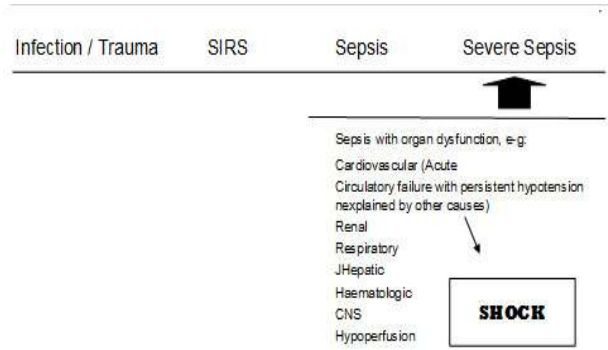 Infection / Trauma SIRS Sepsis Severe Sepsis
Sepsis with organ dysfunction, e-g:
Cardiovascular (Acute
Circulatory failure with persistent hypotension
nexplained by other causes)
Renal
Respiratory
JHepatic
Haematologic
CNS
Hypoperfusion
SHOCK